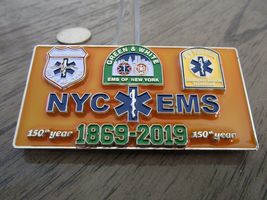 GREEN & WHITE
EMS OF NEW YORK
NYC EMS
150th year
1869-2019
150th year